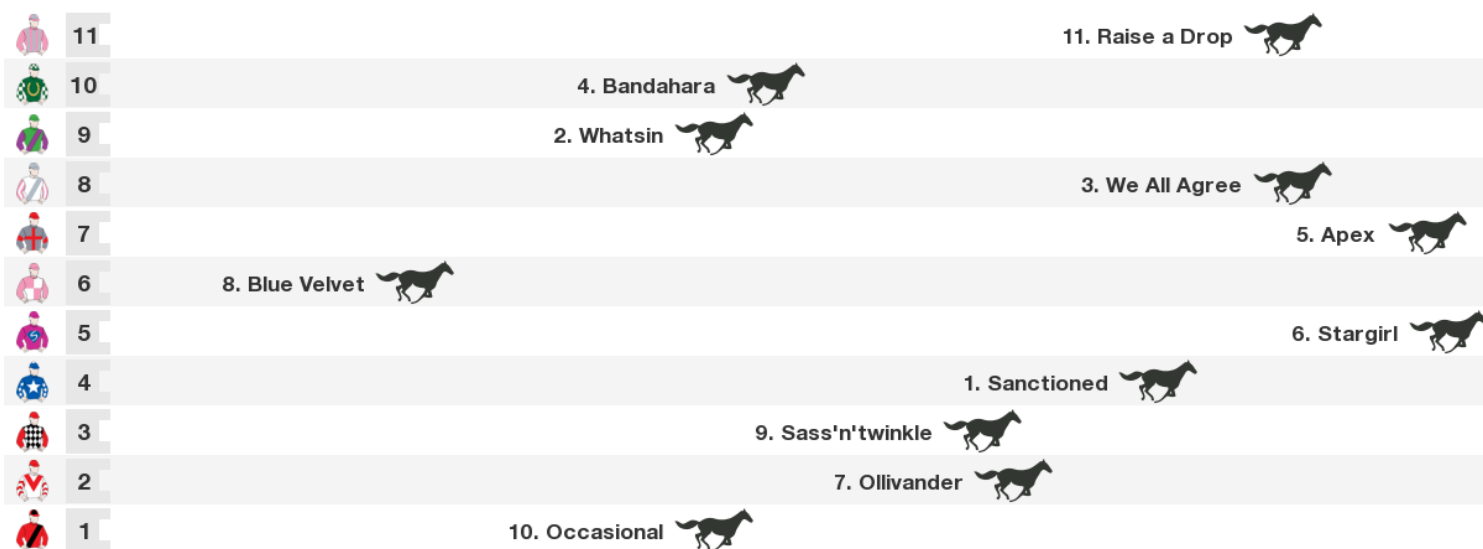 11 11. Raise a Drop
10 4. Bandahara
9 2. Whatsin
8 3. We All Agree
7 5. Apex
6 8. Blue Velvet
5 6. Stargirl
4 1. Sanctioned
3 9. Sass'n'twinkle
2 7. Ollivander
1 10. Occasional